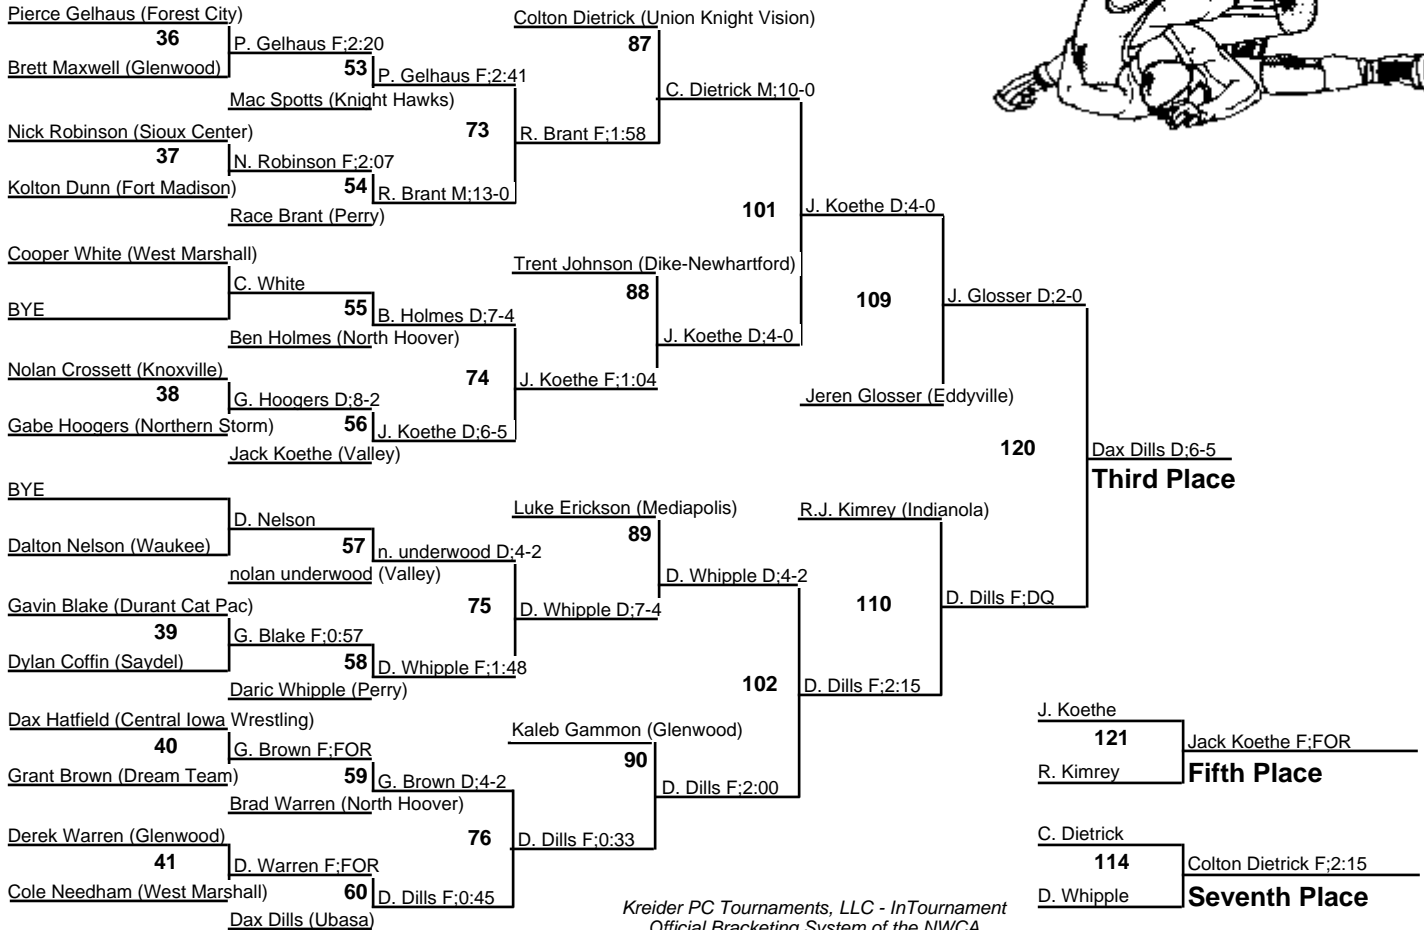 Pierce Gelhaus (Forest City)
36
Brett Maxwell (Glenwood)
P. Gelhaus F;2:20
53
Mac Spotts (Knight Hawks)
P. Gelhaus F;2:41
Nick Robinson (Sioux Center)
37
Kolton Dunn (Fort Madison)
N. Robinson F;2:07
54
Race Brant (Perry)
R. Brant M;13-0
73
R. Brant F;1:58
Colton Dietrick (Union Knight Vision)
87
C. Dietrick M;10-0
Cooper White (West Marshall)
BYE
C. White
55
Ben Holmes (North Hoover)
B. Holmes D;7-4
Nolan Crossett (Knoxville)
38
Gabe Hoogers (Northern Storm)
G. Hoogers D;8-2
56
Jack Koethe (Valley)
J. Koethe D;6-5
74
J. Koethe F;1:04
Trent Johnson (Dike-Newhartford)
88
J. Koethe D;4-0
101
J. Koethe D;4-0
109
Jeren Glosser (Eddyville)
J. Glosser D;2-0
BYE
Dalton Nelson (Waukee)
D. Nelson
57
nolan underwood (Valley)
n. underwood D;4-2
Gavin Blake (Durant Cat Pac)
39
Dylan Coffin (Saydel)
G. Blake F;0:57
58
Daric Whipple (Perry)
D. Whipple F;1:48
75
D. Whipple D;7-4
Luke Erickson (Mediapolis)
89
D. Whipple D;4-2
Dax Hatfield (Central Iowa Wrestling)
40
Grant Brown (Dream Team)
G. Brown F;FOR
59
Brad Warren (North Hoover)
G. Brown D;4-2
Derek Warren (Glenwood)
41
Cole Needham (West Marshall)
D. Warren F;FOR
60
Dax Dills (Ubasa)
D. Dills F;0:45
76
D. Dills F;0:33
Kaleb Gammon (Glenwood)
90
D. Dills F;2:00
102
D. Dills F;2:15
R.J. Kimrey (Indianola)
110
D. Dills F;DQ
120
Dax Dills D;6-5
Third Place
J. Koethe
121
R. Kimrey
Jack Koethe F;FOR
Fifth Place
C. Dietrick
114
D. Whipple
Colton Dietrick F;2:15
Seventh Place
Kreider PC Tournaments, LLC - InTournament
Official Bracketing System of the NWCA